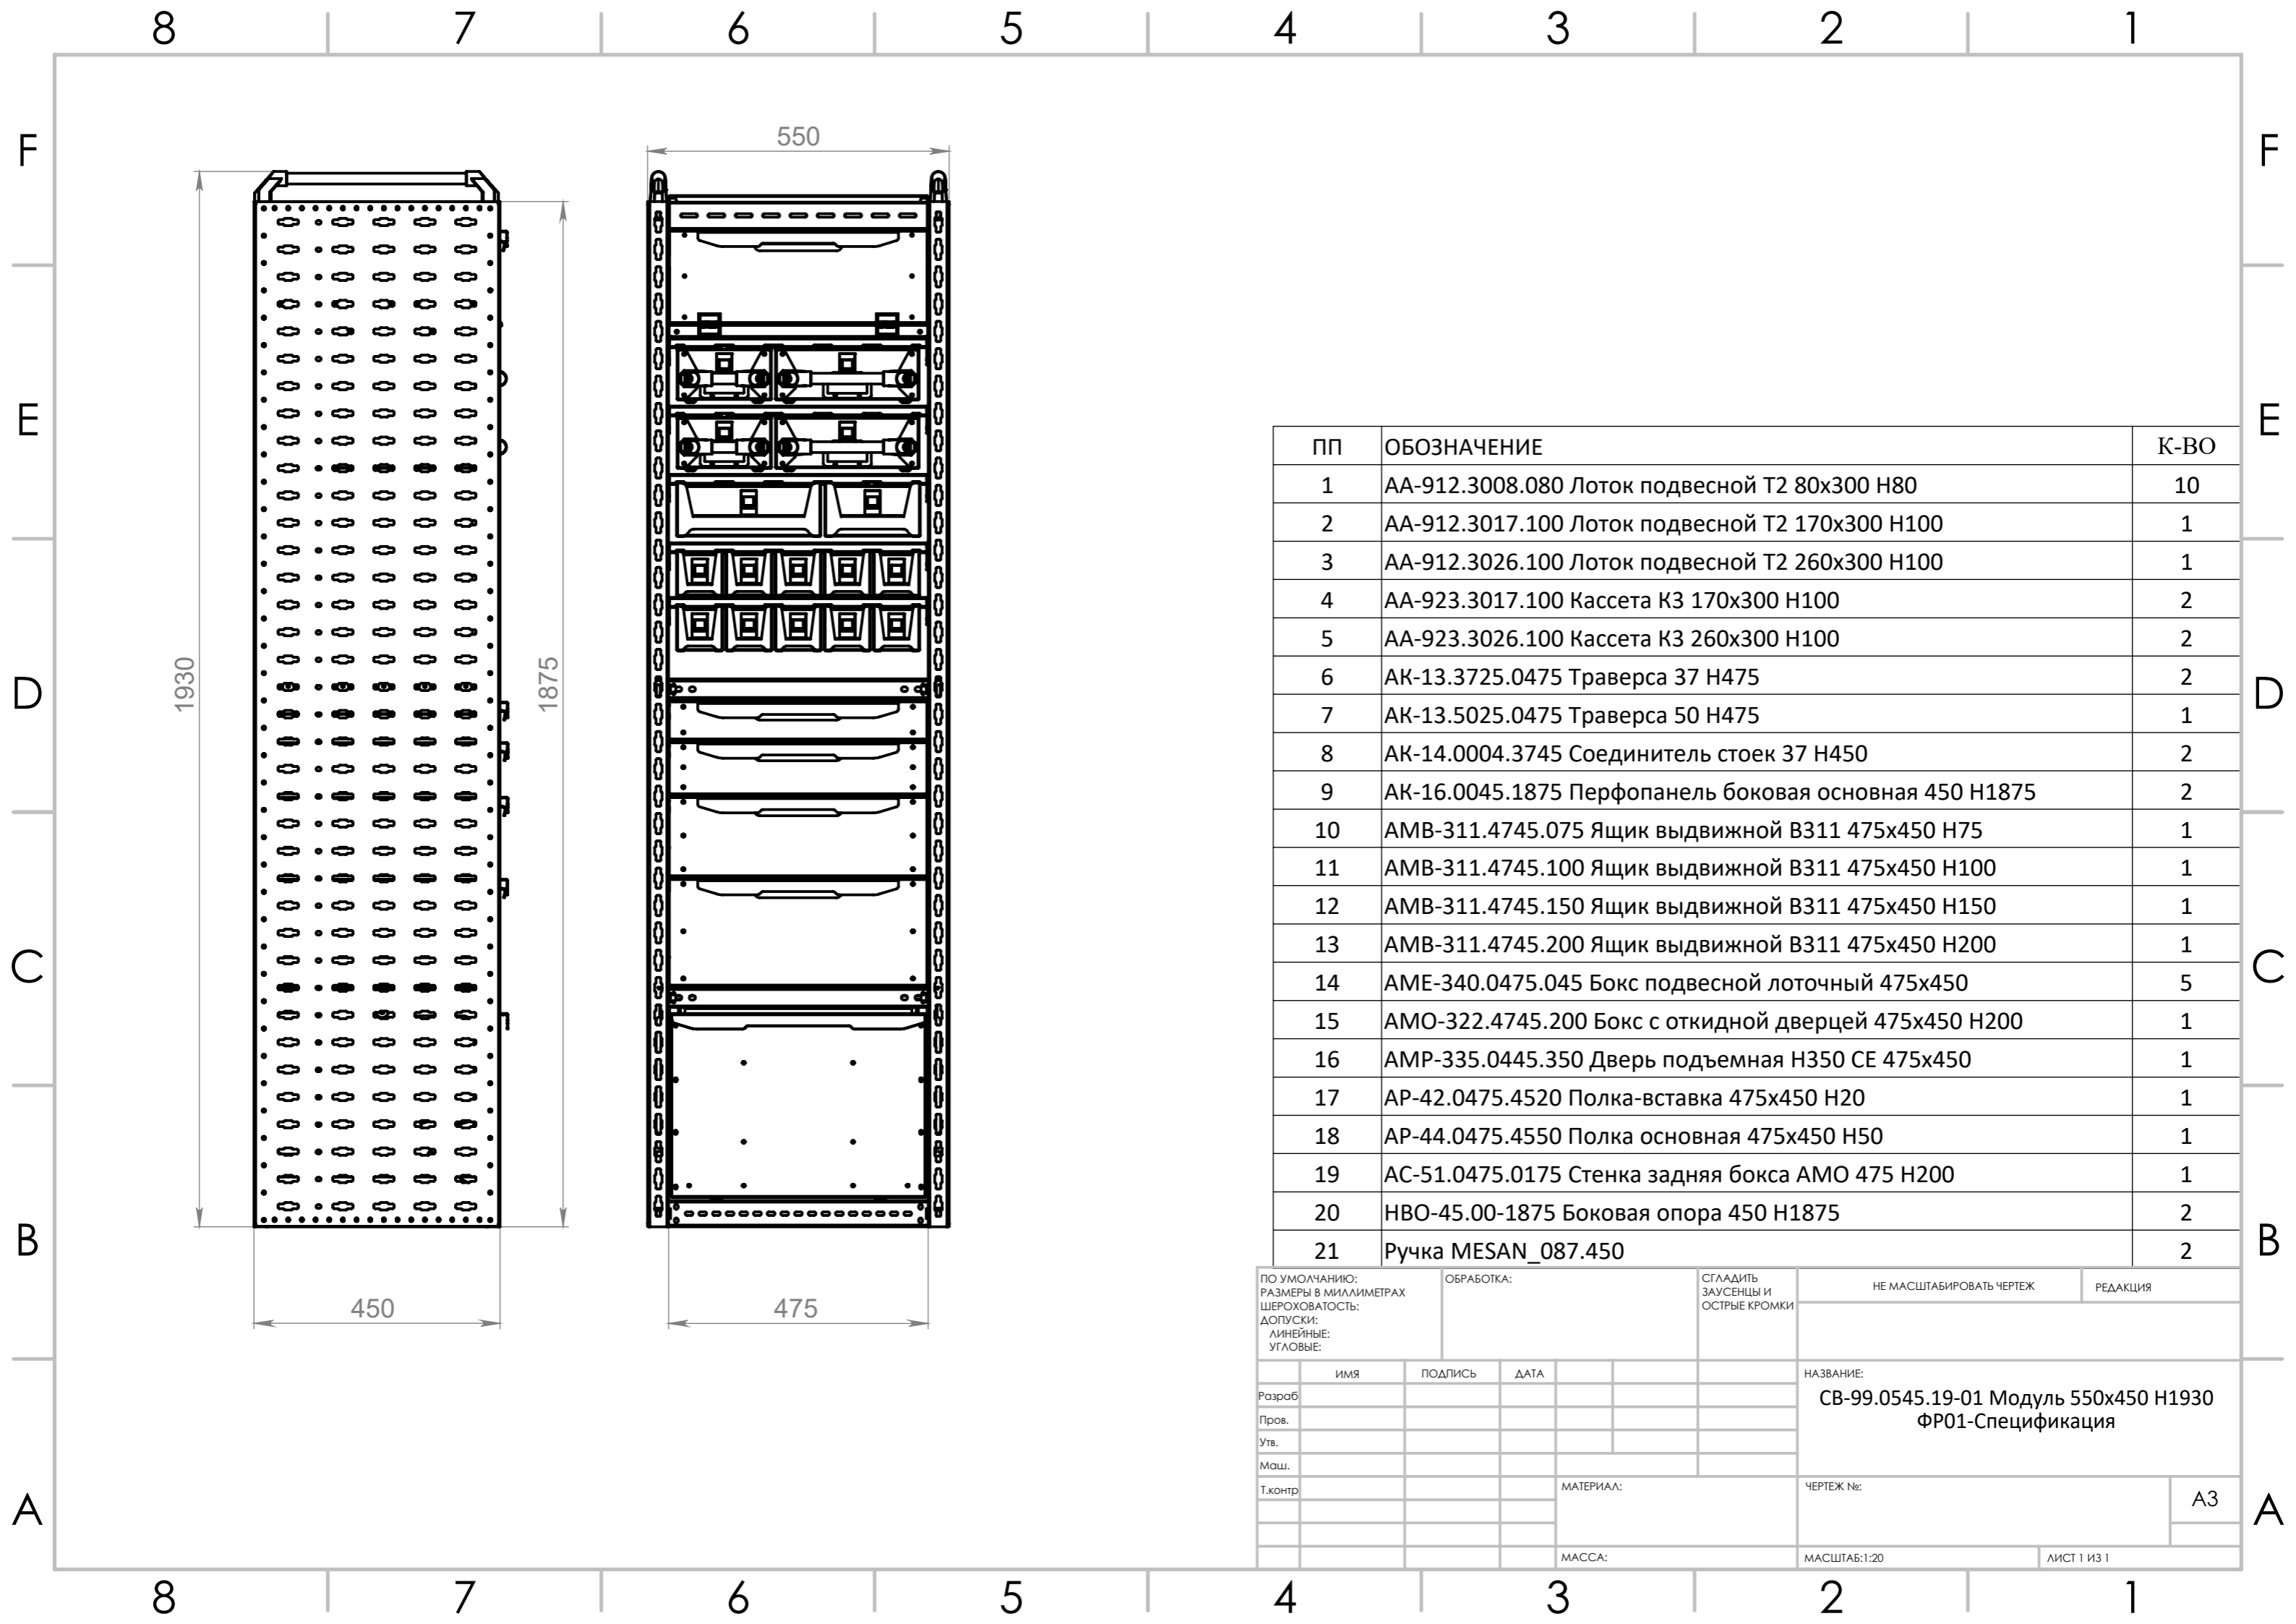 8 7 6 5 4 3 2 1
F F
E E
D D
C C
B B
A A
550
1930
1875
450
475
ПП ОБОЗНАЧЕНИЕ К-ВО
1 АА-912.3008.080 Лоток подвесной Т2 80х300 Н80 10
2 АА-912.3017.100 Лоток подвесной Т2 170х300 Н100 1
3 АА-912.3026.100 Лоток подвесной Т2 260х300 Н100 1
4 АА-923.3017.100 Кассета К3 170х300 Н100 2
5 АА-923.3026.100 Кассета К3 260х300 Н100 2
6 АК-13.3725.0475 Траверса 37 Н475 2
7 АК-13.5025.0475 Траверса 50 Н475 1
8 АК-14.0004.3745 Соединитель стоек 37 Н450 2
9 АК-16.0045.1875 Перфопанель боковая основная 450 Н1875 2
10 АМВ-311.4745.075 Ящик выдвижной В311 475х450 Н75 1
11 АМВ-311.4745.100 Ящик выдвижной В311 475х450 Н100 1
12 АМВ-311.4745.150 Ящик выдвижной В311 475х450 Н150 1
13 АМВ-311.4745.200 Ящик выдвижной В311 475х450 Н200 1
14 АМЕ-340.0475.045 Бокс подвесной лоточный 475х450 5
15 АМО-322.4745.200 Бокс с откидной дверцей 475х450 Н200 1
16 АМР-335.0445.350 Дверь подъемная Н350 СЕ 475х450 1
17 АР-42.0475.4520 Полка-вставка 475х450 Н20 1
18 АР-44.0475.4550 Полка основная 475х450 Н50 1
19 АС-51.0475.0175 Стенка задняя бокса АМО 475 Н200 1
20 НВО-45.00-1875 Боковая опора 450 Н1875 2
21 Ручка MESAN_087.450 2
ПО УМОЛЧАНИЮ:
РАЗМЕРЫ В МИЛЛИМЕТРАХ
ШЕРОХОВАТОСТЬ:
ДОПУСКИ:
ЛИНЕЙНЫЕ:
УГЛОВЫЕ:
ОБРАБОТКА:
СГЛАДИТЬ
ЗАУСЕНЦЫ И
ОСТРЫЕ КРОМКИ
НЕ МАСШТАБИРОВАТЬ ЧЕРТЕЖ
РЕДАКЦИЯ
ИМЯ ПОДПИСЬ ДАТА
Разраб
Пров.
Утв.
Маш.
Т.контр
НАЗВАНИЕ:
СВ-99.0545.19-01 Модуль 550х450 Н1930
ФР01-Спецификация
МАТЕРИАЛ:
ЧЕРТЕЖ №:
А3
МАССА:
МАСШТАБ:1:20
ЛИСТ 1 ИЗ 1
8 7 6 5 4 3 2 1